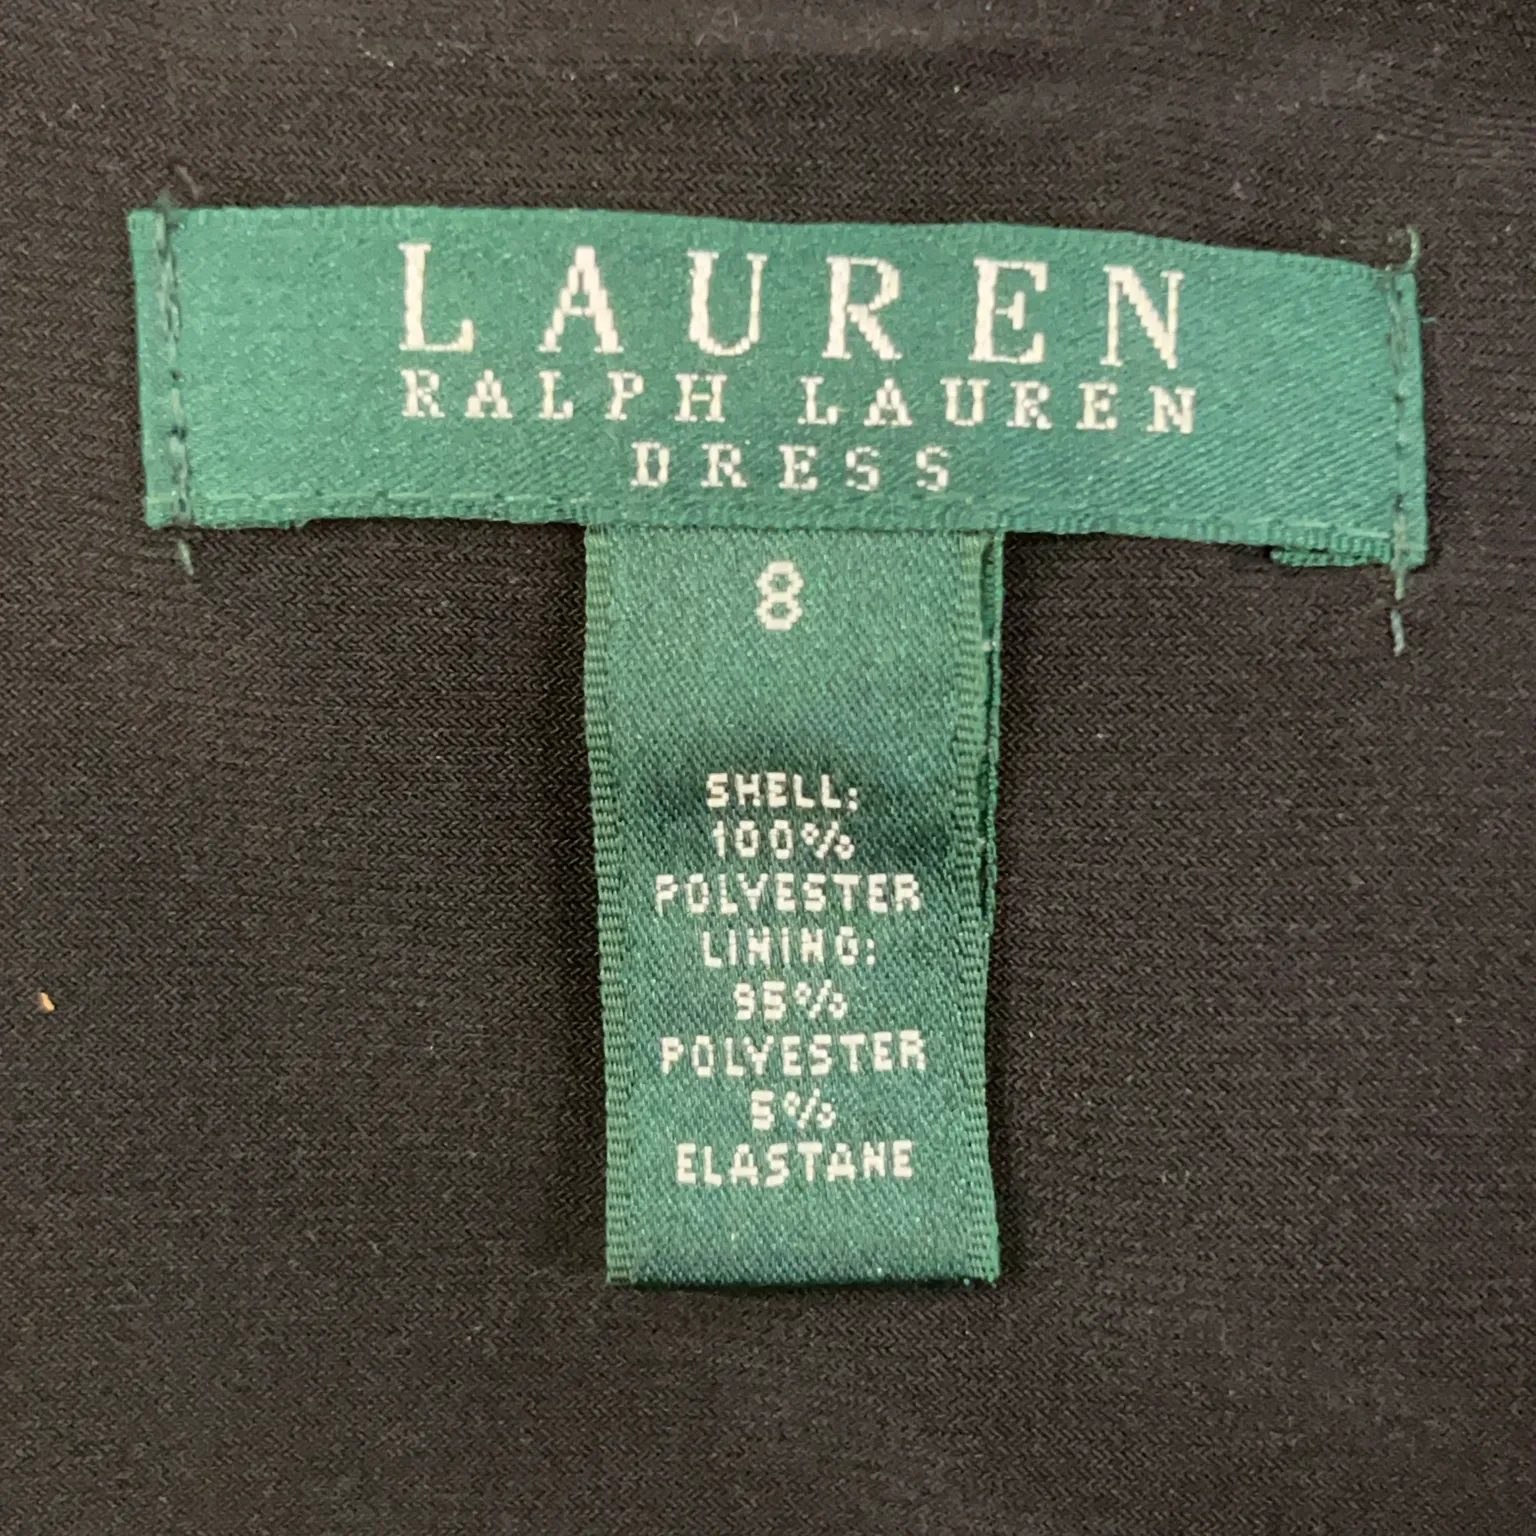 LAUREN
RALPH LAUREN
DRESS
8
SHELL:
100%
POLYESTER
LINING:
95%
POLYESTER
5%
ELASTANE